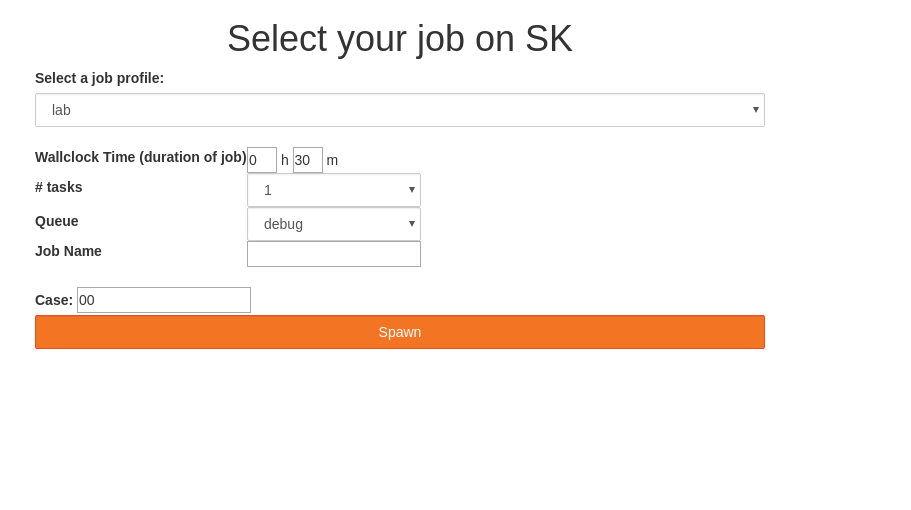 Select your job on SK
Select a job profile:
lab
Wallclock Time (duration of job) 0 h 30 m
# tasks 1
Queue debug
Job Name
Case: 00
Spawn